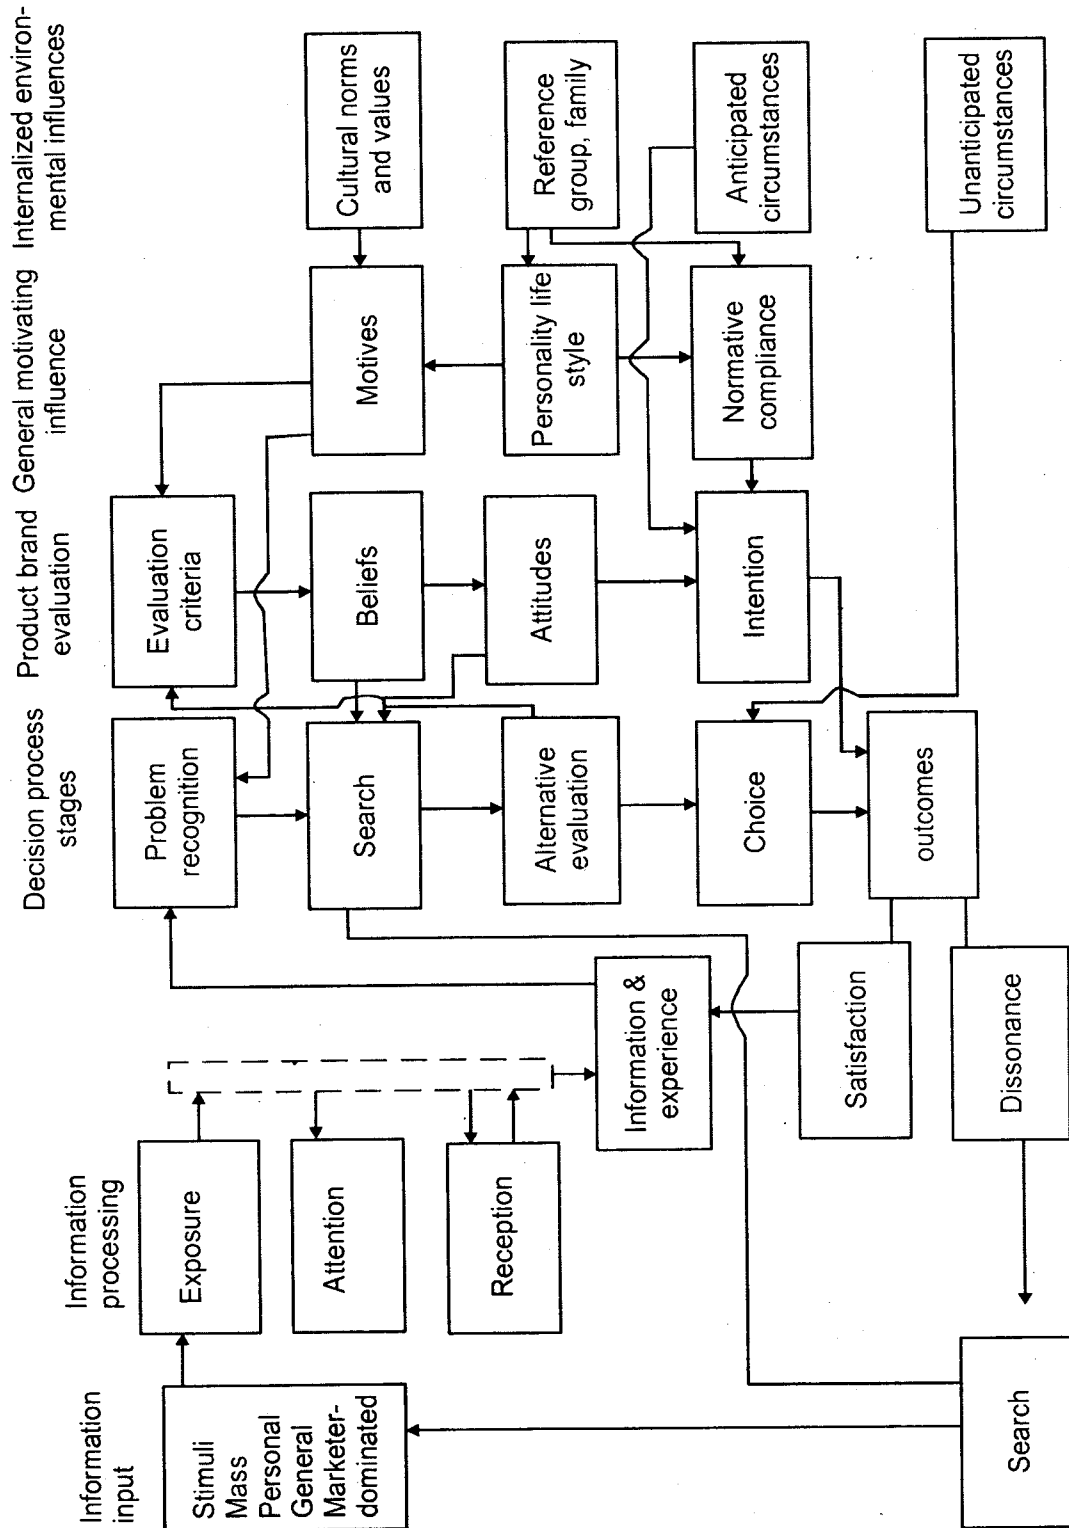 Information
input
Information
processing
Decision process
stages
Product brand
evaluation
General motivating
influence
Internalized environ-
mental influences
Stimuli
Mass
Personal
General
Marketer-
dominated
Exposure
Attention
Reception
Information &
experience
Problem
recognition
Search
Alternative
evaluation
Choice
outcomes
Satisfaction
Dissonance
Search
Evaluation
criteria
Beliefs
Attitudes
Intention
Motives
Personality life
style
Normative
compliance
Cultural norms
and values
Reference
group, family
Anticipated
circumstances
Unanticipated
circumstances